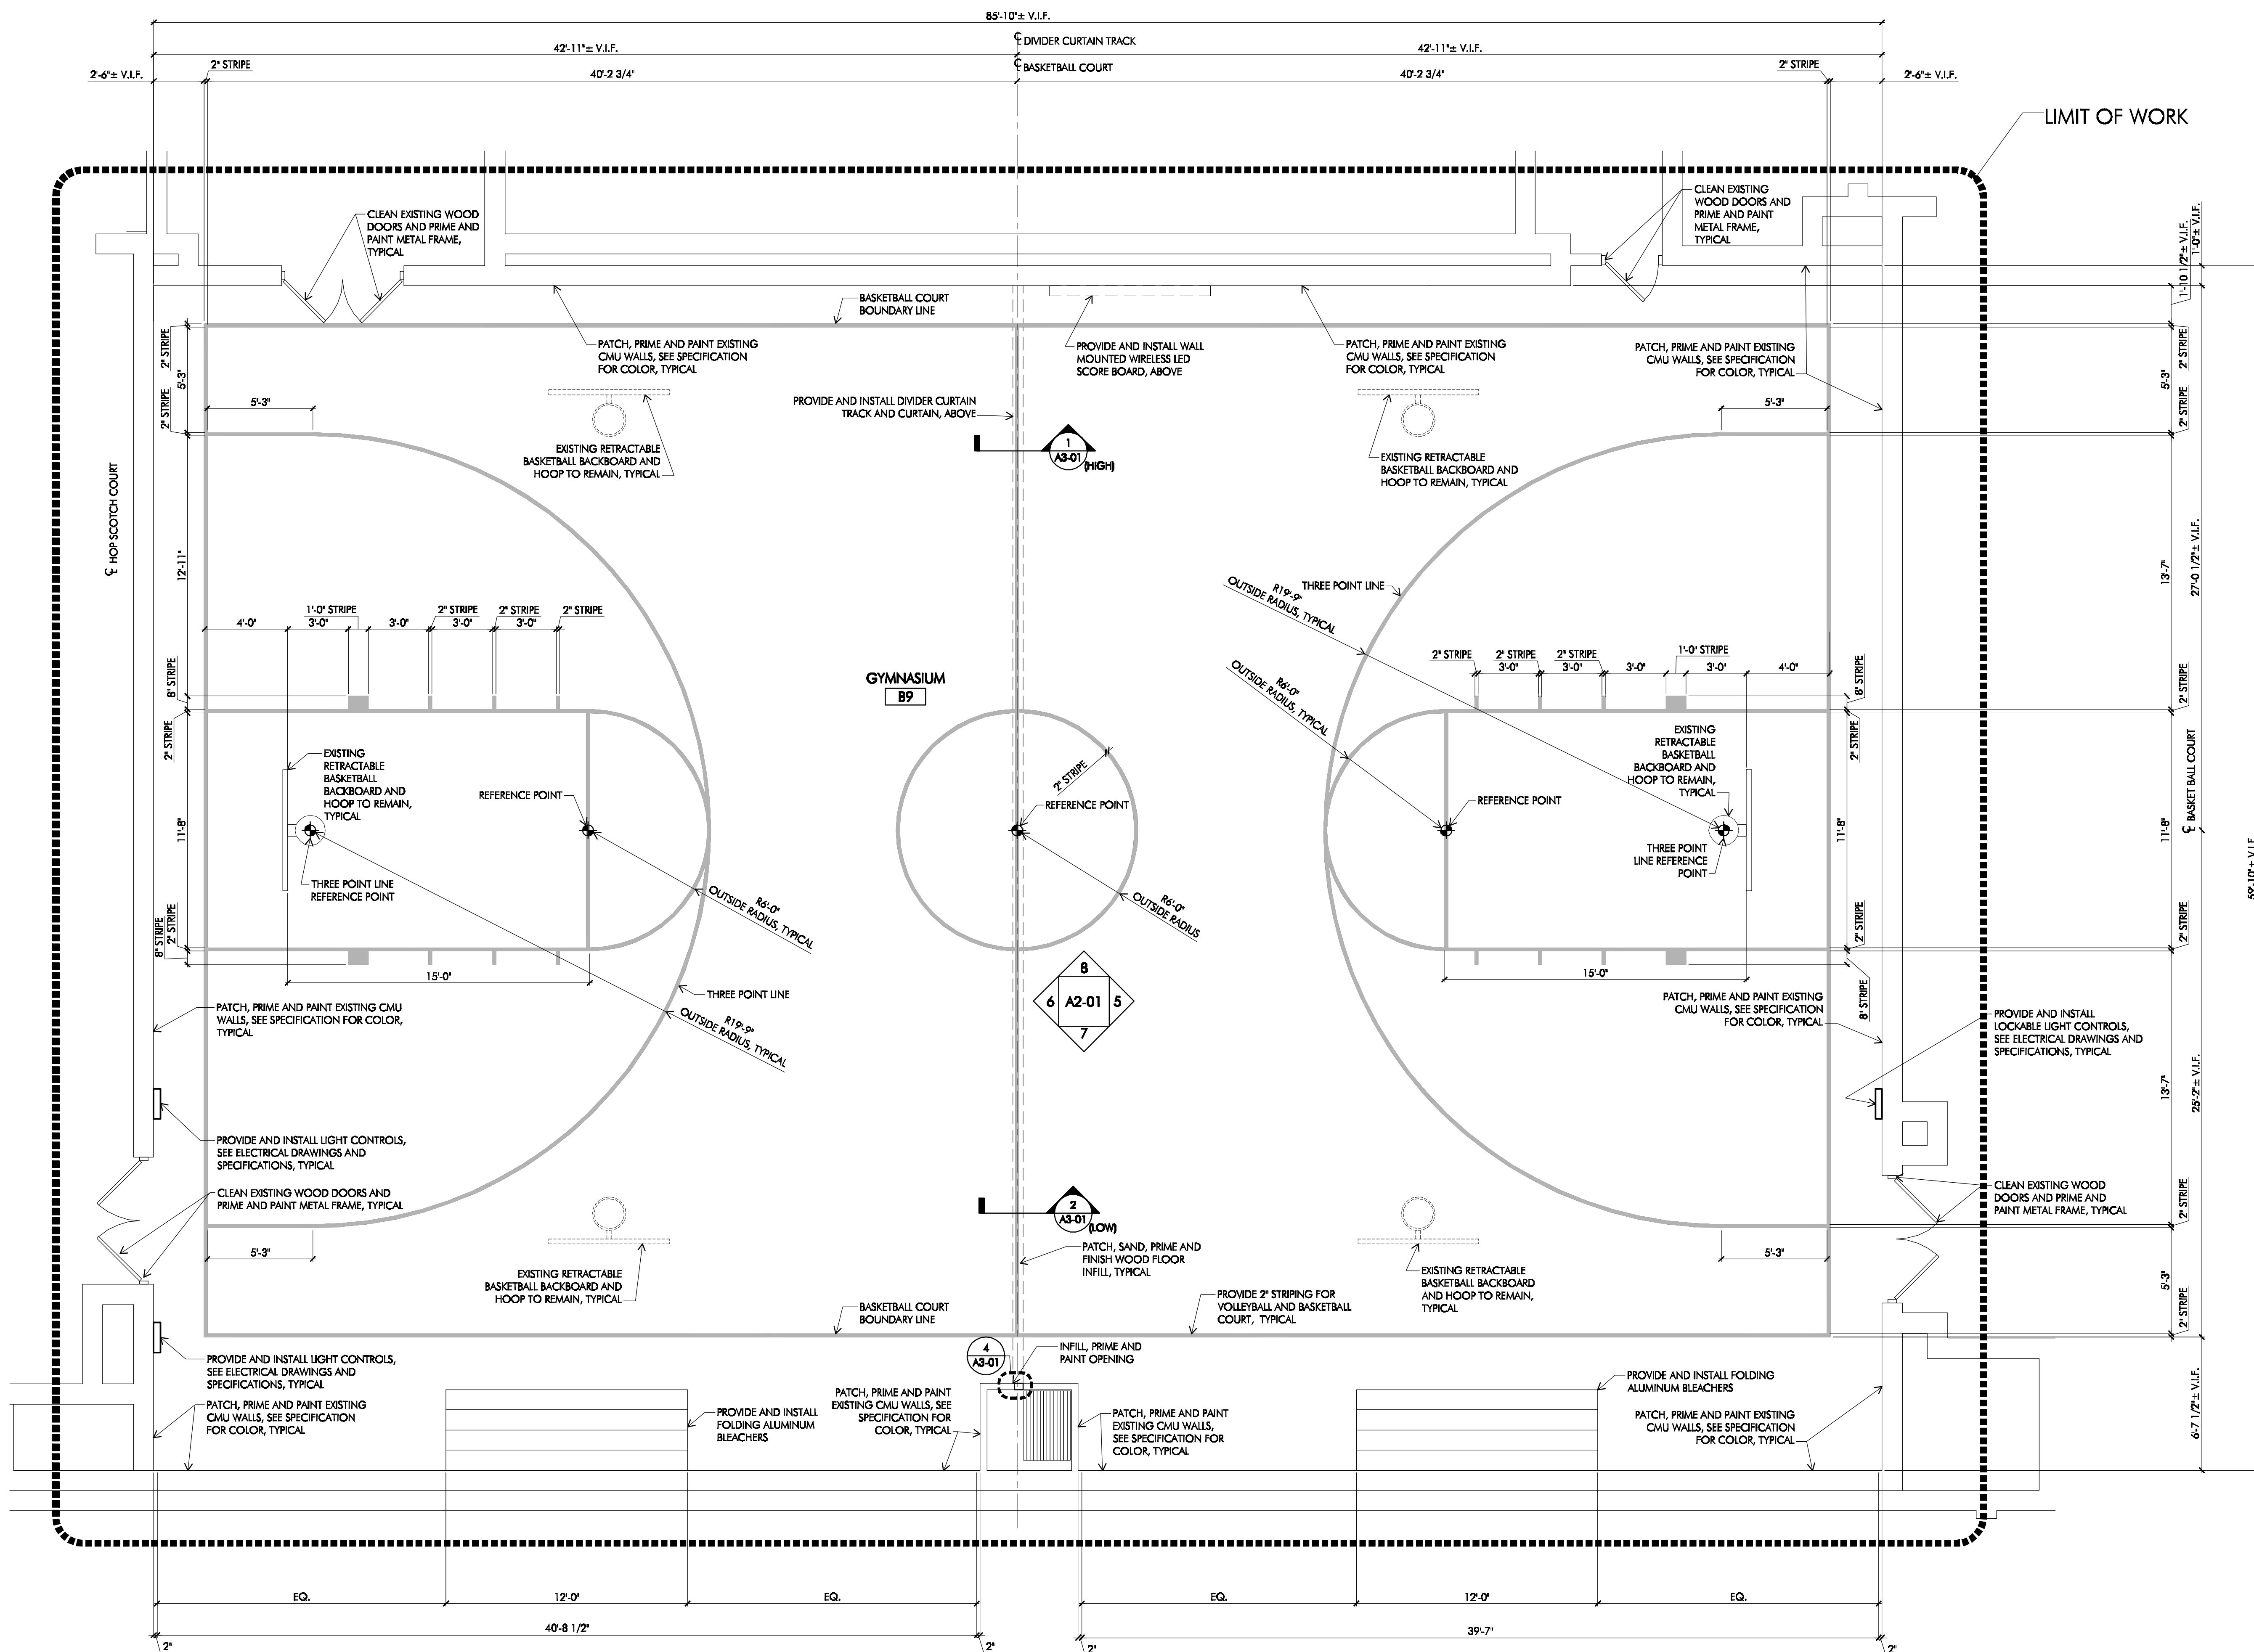 85'-10"± V.I.F.
42'-11"± V.I.F.
℄ DIVIDER CURTAIN TRACK
42'-11"± V.I.F.
2'-6"± V.I.F.
2" STRIPE
40'-2 3/4"
℄ BASKETBALL COURT
40'-2 3/4"
2" STRIPE
2'-6"± V.I.F.
LIMIT OF WORK
CLEAN EXISTING WOOD
DOORS AND PRIME AND
PAINT METAL FRAME,
TYPICAL
CLEAN EXISTING
WOOD DOORS AND
PRIME AND PAINT
METAL FRAME,
TYPICAL
1'-10 1/2"± V.I.F.
1'-0"± V.I.F.
BASKETBALL COURT
BOUNDARY LINE
PATCH, PRIME AND PAINT EXISTING
CMU WALLS, SEE SPECIFICATION
FOR COLOR, TYPICAL
PROVIDE AND INSTALL WALL
MOUNTED WIRELESS LED
SCORE BOARD, ABOVE
PATCH, PRIME AND PAINT EXISTING
CMU WALLS, SEE SPECIFICATION
FOR COLOR, TYPICAL
PATCH, PRIME AND PAINT EXISTING
CMU WALLS, SEE SPECIFICATION
FOR COLOR, TYPICAL
2" STRIPE
5'-3"
2" STRIPE
2" STRIPE
5'-3"
2" STRIPE
5'-3"
PROVIDE AND INSTALL DIVIDER CURTAIN
TRACK AND CURTAIN, ABOVE
5'-3"
EXISTING RETRACTABLE
BASKETBALL BACKBOARD AND
HOOP TO REMAIN, TYPICAL
1
A3-01
(HIGH)
EXISTING RETRACTABLE
BASKETBALL BACKBOARD AND
HOOP TO REMAIN, TYPICAL
℄ HOP SCOTCH COURT
12'-11"
13'-7"
27'-0 1/2"± V.I.F.
R19'-9"
OUTSIDE RADIUS, TYPICAL
THREE POINT LINE
1'-0" STRIPE
2" STRIPE
2" STRIPE
2" STRIPE
4'-0"
3'-0"
3'-0"
3'-0"
3'-0"
8" STRIPE
2" STRIPE
R6'-0"
OUTSIDE RADIUS, TYPICAL
2" STRIPE
2" STRIPE
2" STRIPE
1'-0" STRIPE
3'-0"
3'-0"
3'-0"
3'-0"
4'-0"
8" STRIPE
2" STRIPE
2" STRIPE
GYMNASIUM
B9
EXISTING
RETRACTABLE
BASKETBALL
BACKBOARD AND
HOOP TO REMAIN,
TYPICAL
REFERENCE POINT
2" STRIPE
REFERENCE POINT
REFERENCE POINT
EXISTING
RETRACTABLE
BASKETBALL
BACKBOARD AND
HOOP TO REMAIN,
TYPICAL
11'-8"
11'-8"
11'-8"
℄ BASKET BALL COURT
59'-10"± V.I.F.
THREE POINT LINE
REFERENCE POINT
THREE POINT
LINE REFERENCE
POINT
R6'-0"
OUTSIDE RADIUS, TYPICAL
R6'-0"
OUTSIDE RADIUS
8" STRIPE
2" STRIPE
2" STRIPE
2" STRIPE
8" STRIPE
15'-0"
15'-0"
8
6
A2-01
5
7
THREE POINT LINE
R19'-9"
OUTSIDE RADIUS, TYPICAL
PATCH, PRIME AND PAINT EXISTING CMU
WALLS, SEE SPECIFICATION FOR COLOR,
TYPICAL
PATCH, PRIME AND PAINT EXISTING
CMU WALLS, SEE SPECIFICATION
FOR COLOR, TYPICAL
PROVIDE AND INSTALL
LOCKABLE LIGHT CONTROLS,
SEE ELECTRICAL DRAWINGS AND
SPECIFICATIONS, TYPICAL
13'-7"
25'-2"± V.I.F.
PROVIDE AND INSTALL LIGHT CONTROLS,
SEE ELECTRICAL DRAWINGS AND
SPECIFICATIONS, TYPICAL
CLEAN EXISTING WOOD DOORS AND
PRIME AND PAINT METAL FRAME, TYPICAL
CLEAN EXISTING WOOD
DOORS AND PRIME AND
PAINT METAL FRAME, TYPICAL
2" STRIPE
2
A3-01
(LOW)
5'-3"
PATCH, SAND, PRIME AND
FINISH WOOD FLOOR
INFILL, TYPICAL
5'-3"
5'-3"
2" STRIPE
EXISTING RETRACTABLE
BASKETBALL BACKBOARD AND
HOOP TO REMAIN, TYPICAL
EXISTING RETRACTABLE
BASKETBALL BACKBOARD
AND HOOP TO REMAIN,
TYPICAL
BASKETBALL COURT
BOUNDARY LINE
PROVIDE 2" STRIPING FOR
VOLLEYBALL AND BASKETBALL
COURT, TYPICAL
4
A3-01
INFILL, PRIME AND
PAINT OPENING
PROVIDE AND INSTALL LIGHT CONTROLS,
SEE ELECTRICAL DRAWINGS AND
SPECIFICATIONS, TYPICAL
PATCH, PRIME AND PAINT EXISTING
CMU WALLS, SEE SPECIFICATION
FOR COLOR, TYPICAL
PROVIDE AND INSTALL
FOLDING ALUMINUM
BLEACHERS
PATCH, PRIME AND PAINT
EXISTING CMU WALLS, SEE
SPECIFICATION FOR
COLOR, TYPICAL
PATCH, PRIME AND PAINT
EXISTING CMU WALLS,
SEE SPECIFICATION FOR
COLOR, TYPICAL
PROVIDE AND INSTALL FOLDING
ALUMINUM BLEACHERS
PATCH, PRIME AND PAINT EXISTING
CMU WALLS, SEE SPECIFICATION
FOR COLOR, TYPICAL
6'-7 1/2"± V.I.F.
EQ.
12'-0"
EQ.
EQ.
12'-0"
EQ.
40'-8 1/2"
39'-7"
2"
2"
2"
2"